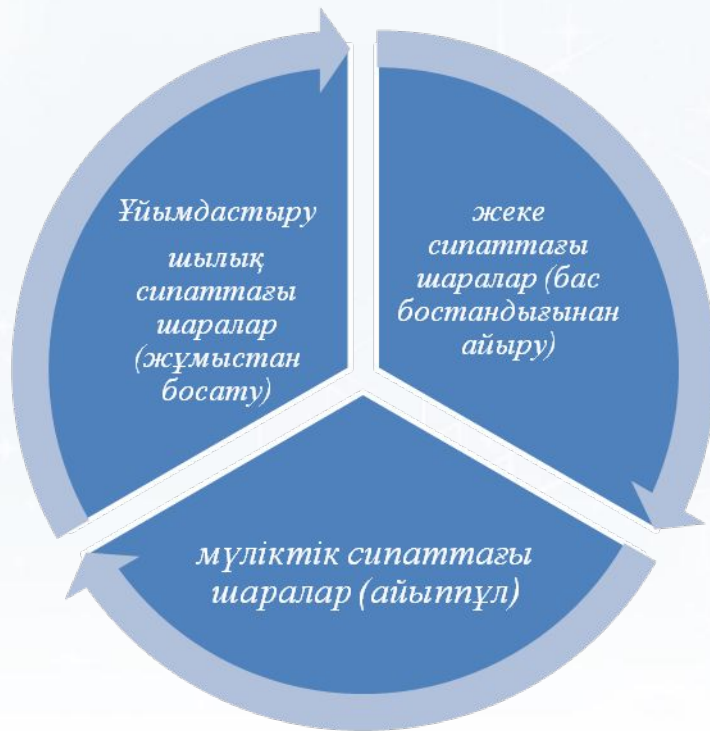 Ұйымдастыру
шылық
сипаттағы
шаралар
(жұмыстан
босату)
жеке
сипаттағы
шаралар (бас
бостандығынан
айыру)
мүліктік сипаттағы
шаралар (айыппұл)